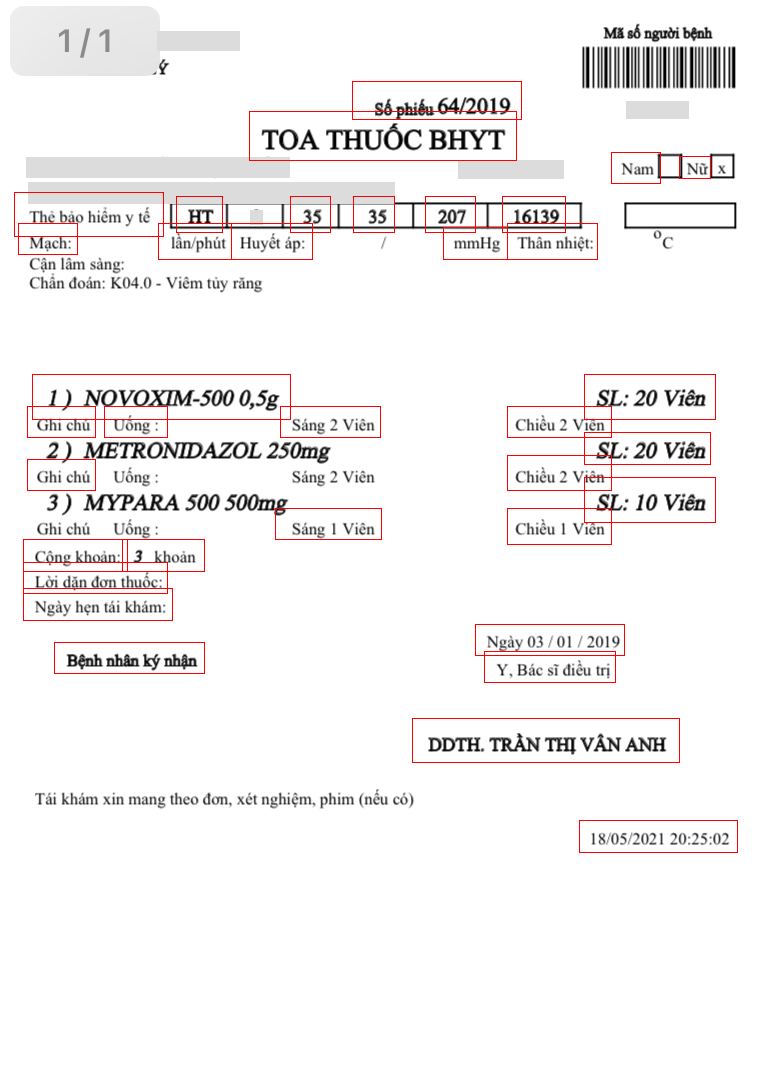 1/1
Mã số người bệnh
Ý
Số phiếu 64/2019
TOA THUỐC BHYT
Nam Nữ x
Thẻ bảo hiểm y tế HT 35 35 207 16139
Mạch: lần/phút Huyết áp: / mmHg Thân nhiệt: oC
Cận lâm sàng:
Chẩn đoán: K04.0 - Viêm tủy răng
1 ) NOVOXIM-500 0,5g SL: 20 Viên
Ghi chú Uống : Sáng 2 Viên Chiều 2 Viên
2 ) METRONIDAZOL 250mg SL: 20 Viên
Ghi chú Uống : Sáng 2 Viên Chiều 2 Viên
3 ) MYPARA 500 500mg SL: 10 Viên
Ghi chú Uống : Sáng 1 Viên Chiều 1 Viên
Cộng khoản: 3 khoản
Lời dặn đơn thuốc:
Ngày hẹn tái khám:
Ngày 03 / 01 / 2019
Bệnh nhân ký nhận
Y, Bác sĩ điều trị
DDTH. TRẦN THỊ VÂN ANH
Tái khám xin mang theo đơn, xét nghiệm, phim (nếu có)
18/05/2021 20:25:02